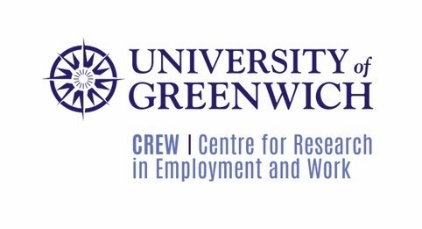 UNIVERSITY of
GREENWICH
CREW | Centre for Research
in Employment and Work